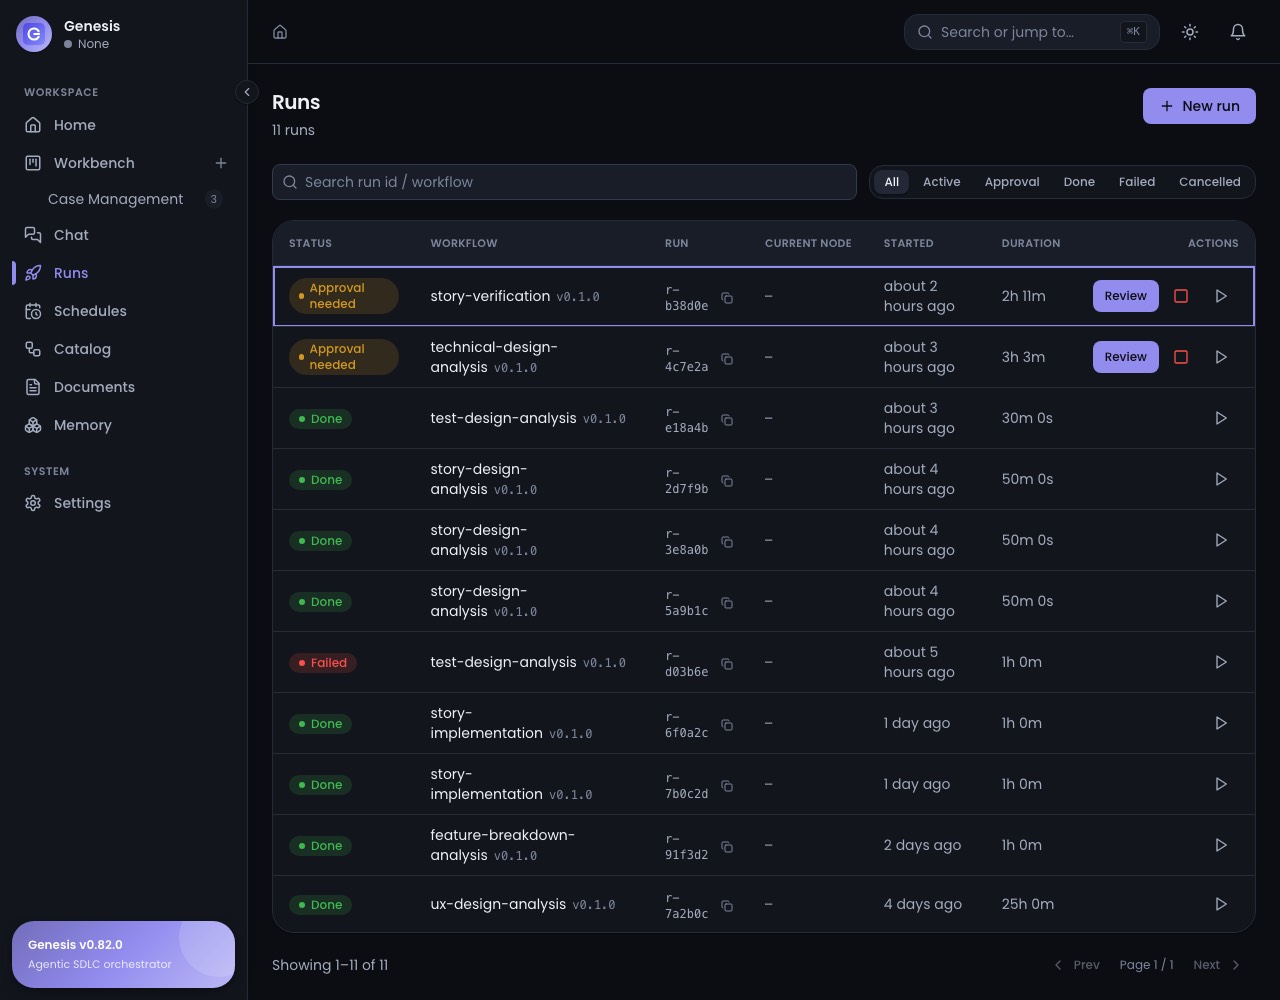 Genesis
None
WORKSPACE
Home
Workbench
Case Management 3
Chat
Runs
Schedules
Catalog
Documents
Memory
SYSTEM
Settings
Genesis v0.82.0
Agentic SDLC orchestrator
Search or jump to... ⌘K
Runs
11 runs
New run
Search run id / workflow
All Active Approval Done Failed Cancelled
STATUS WORKFLOW RUN CURRENT NODE STARTED DURATION ACTIONS
Approval needed story-verification v0.1.0 r-b38d0e – about 2 hours ago 2h 11m Review
Approval needed technical-design-analysis v0.1.0 r-4c7e2a – about 3 hours ago 3h 3m Review
Done test-design-analysis v0.1.0 r-e18a4b – about 3 hours ago 30m 0s
Done story-design-analysis v0.1.0 r-2d7f9b – about 4 hours ago 50m 0s
Done story-design-analysis v0.1.0 r-3e8a0b – about 4 hours ago 50m 0s
Done story-design-analysis v0.1.0 r-5a9b1c – about 4 hours ago 50m 0s
Failed test-design-analysis v0.1.0 r-d03b6e – about 5 hours ago 1h 0m
Done story-implementation v0.1.0 r-6f0a2c – 1 day ago 1h 0m
Done story-implementation v0.1.0 r-7b0c2d – 1 day ago 1h 0m
Done feature-breakdown-analysis v0.1.0 r-91f3d2 – 2 days ago 1h 0m
Done ux-design-analysis v0.1.0 r-7a2b0c – 4 days ago 25h 0m
Showing 1–11 of 11
Prev Page 1 / 1 Next